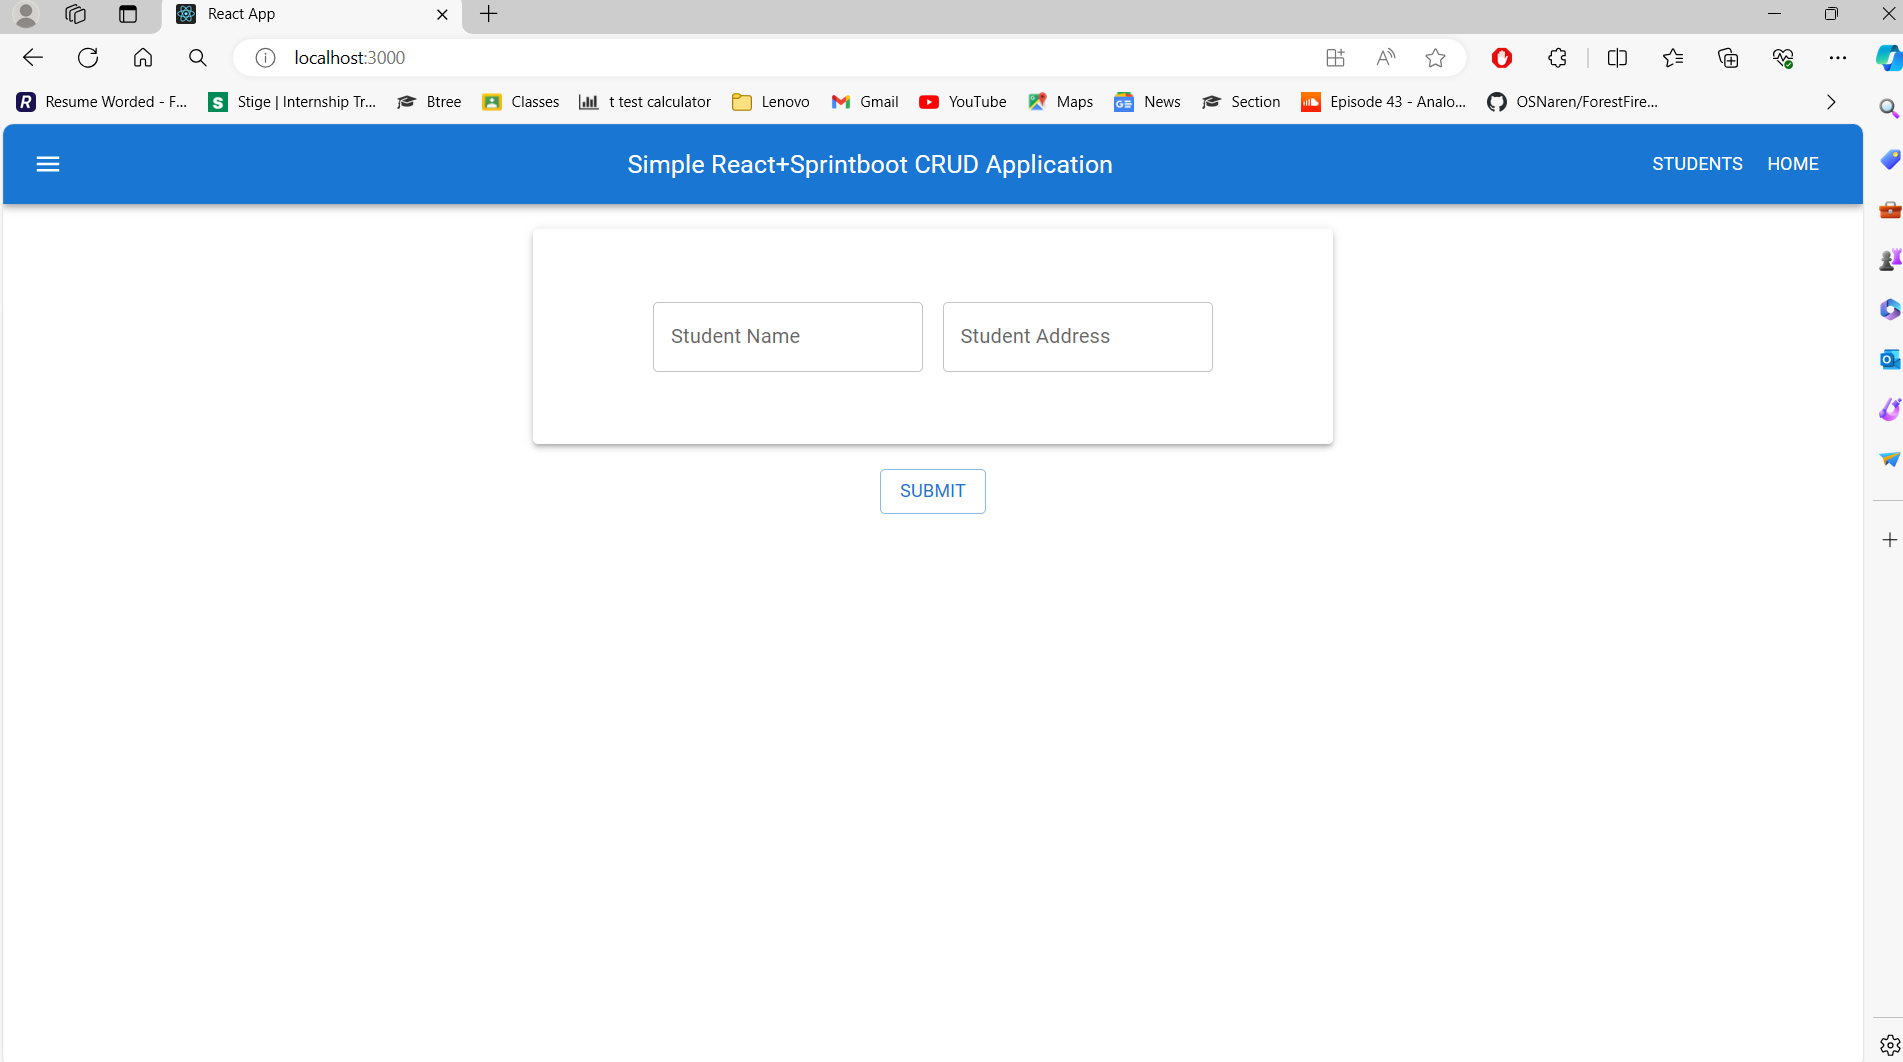 React App
localhost:3000
Resume Worded - F... Stige | Internship Tr... Btree Classes t test calculator Lenovo Gmail YouTube Maps News Section Episode 43 - Analo... OSNaren/ForestFire...
Simple React+Sprintboot CRUD Application STUDENTS HOME
Student Name Student Address
SUBMIT